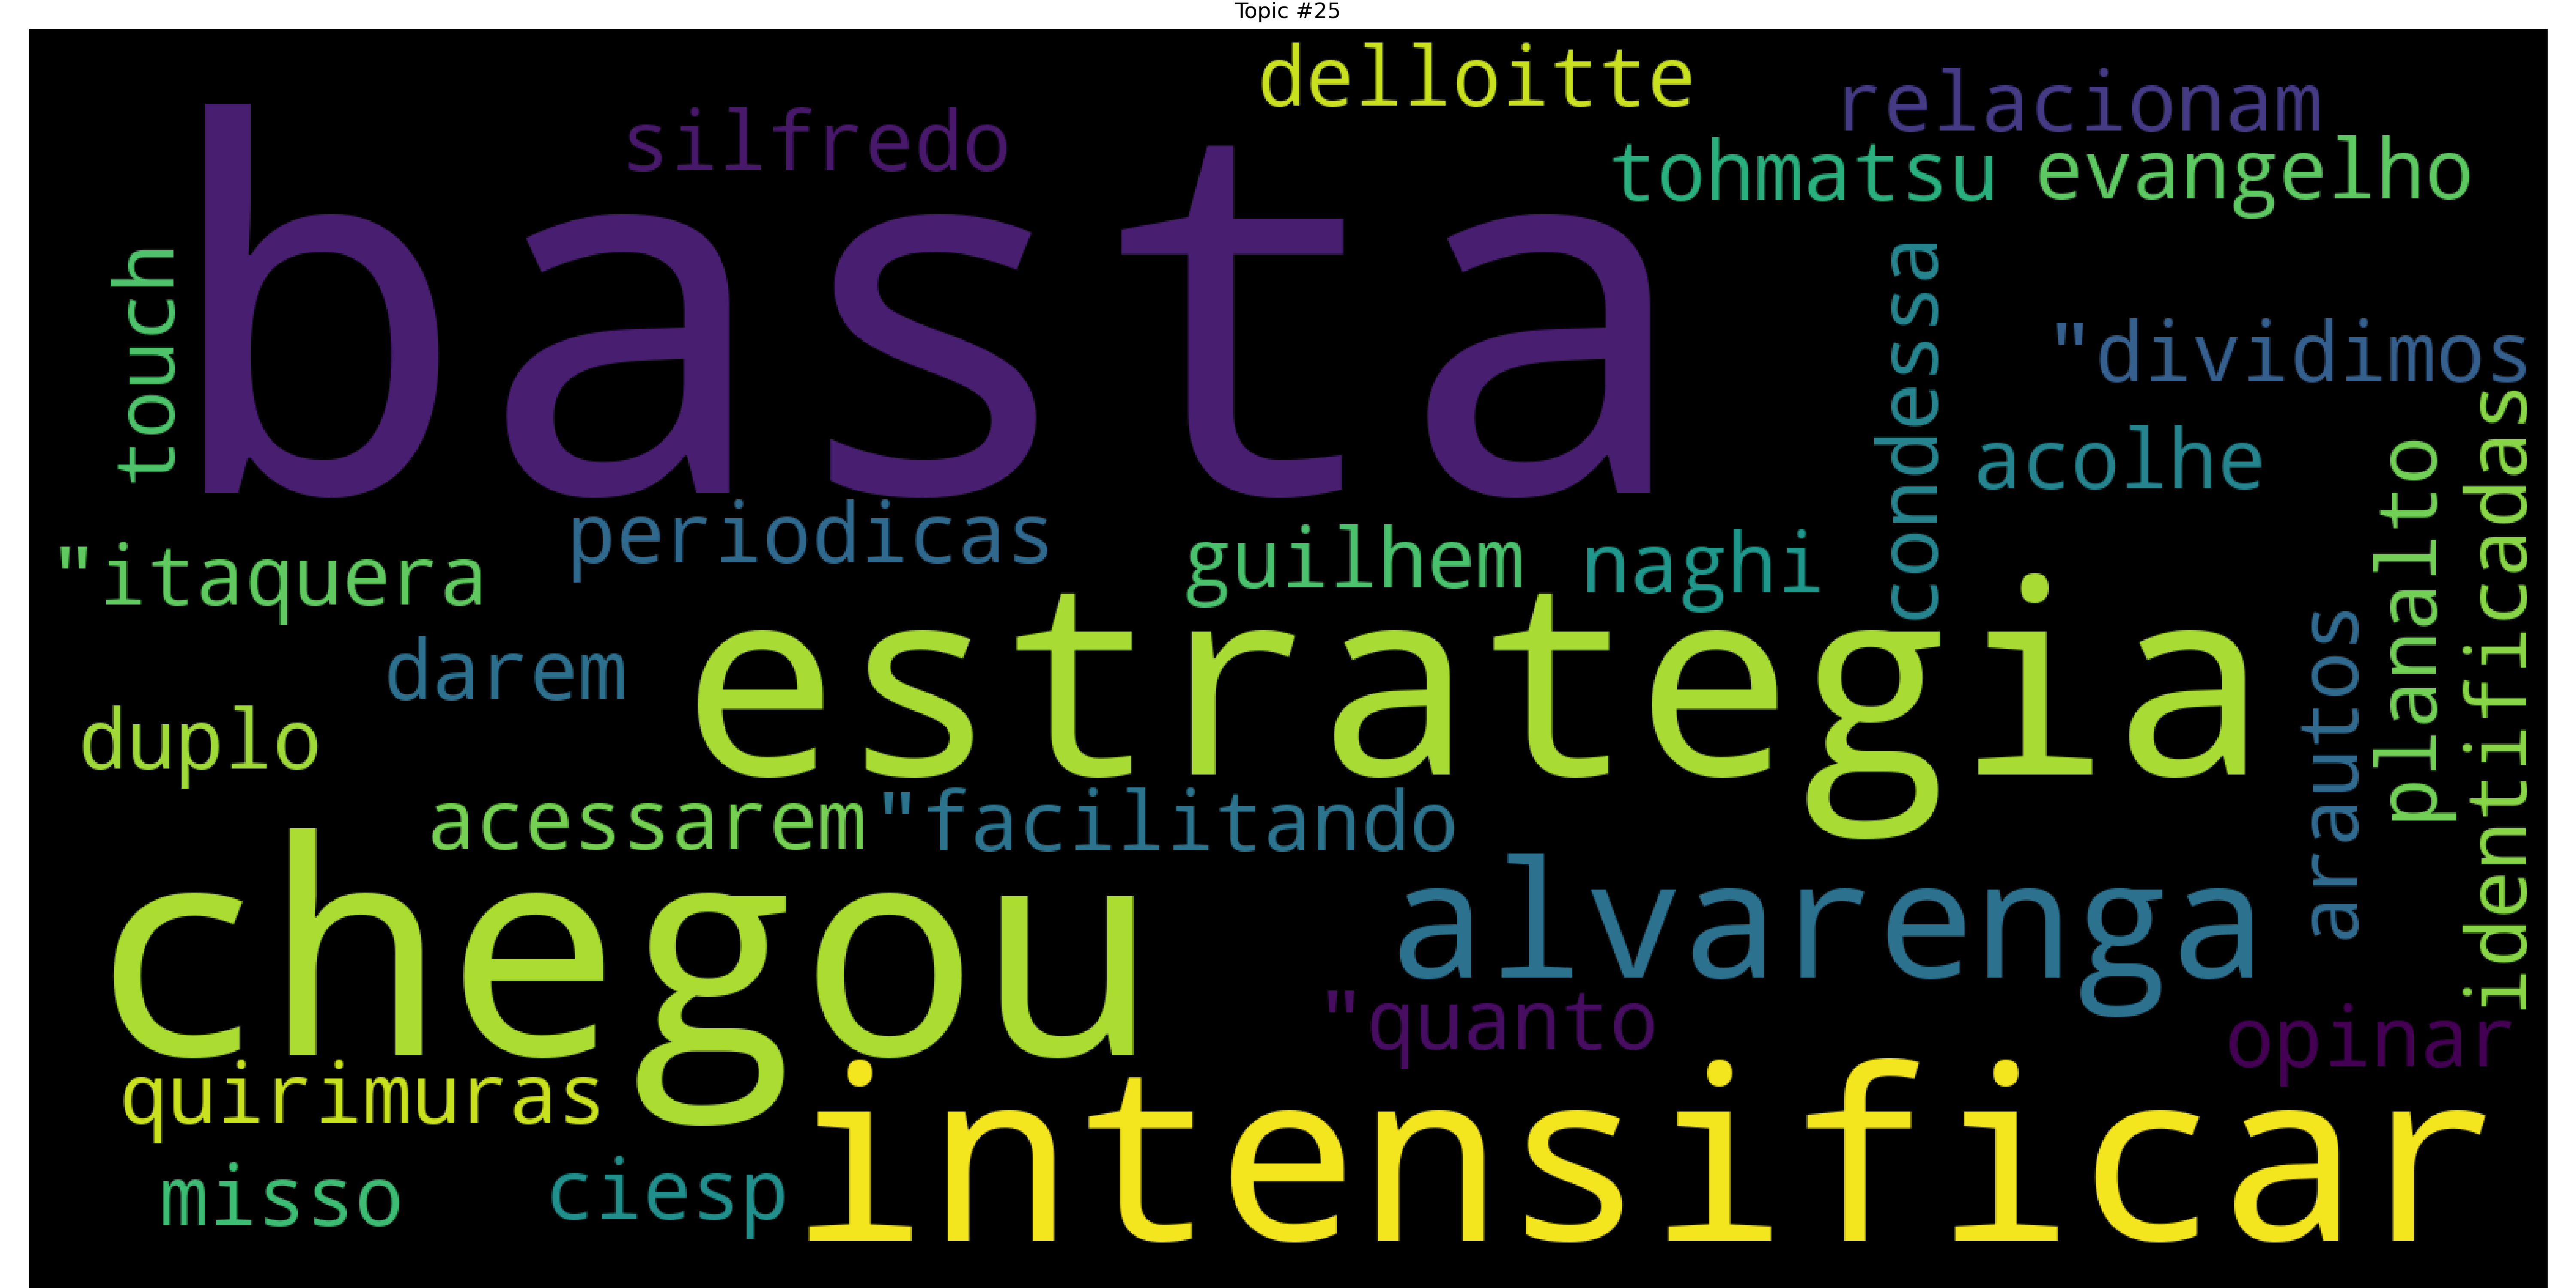 Topic #25
delloitte
relacionam
silfredo
basta
tohmatsu
evangelho
touch
condessa
"dividimos
acolhe
periodicas
guilhem
naghi
"itaquera
planalto
identificadas
darem
estrategia
arautos
duplo
acessarem
"facilitando
chegou
alvarenga
"quanto
opinar
quirimuras
intensificar
misso
ciesp